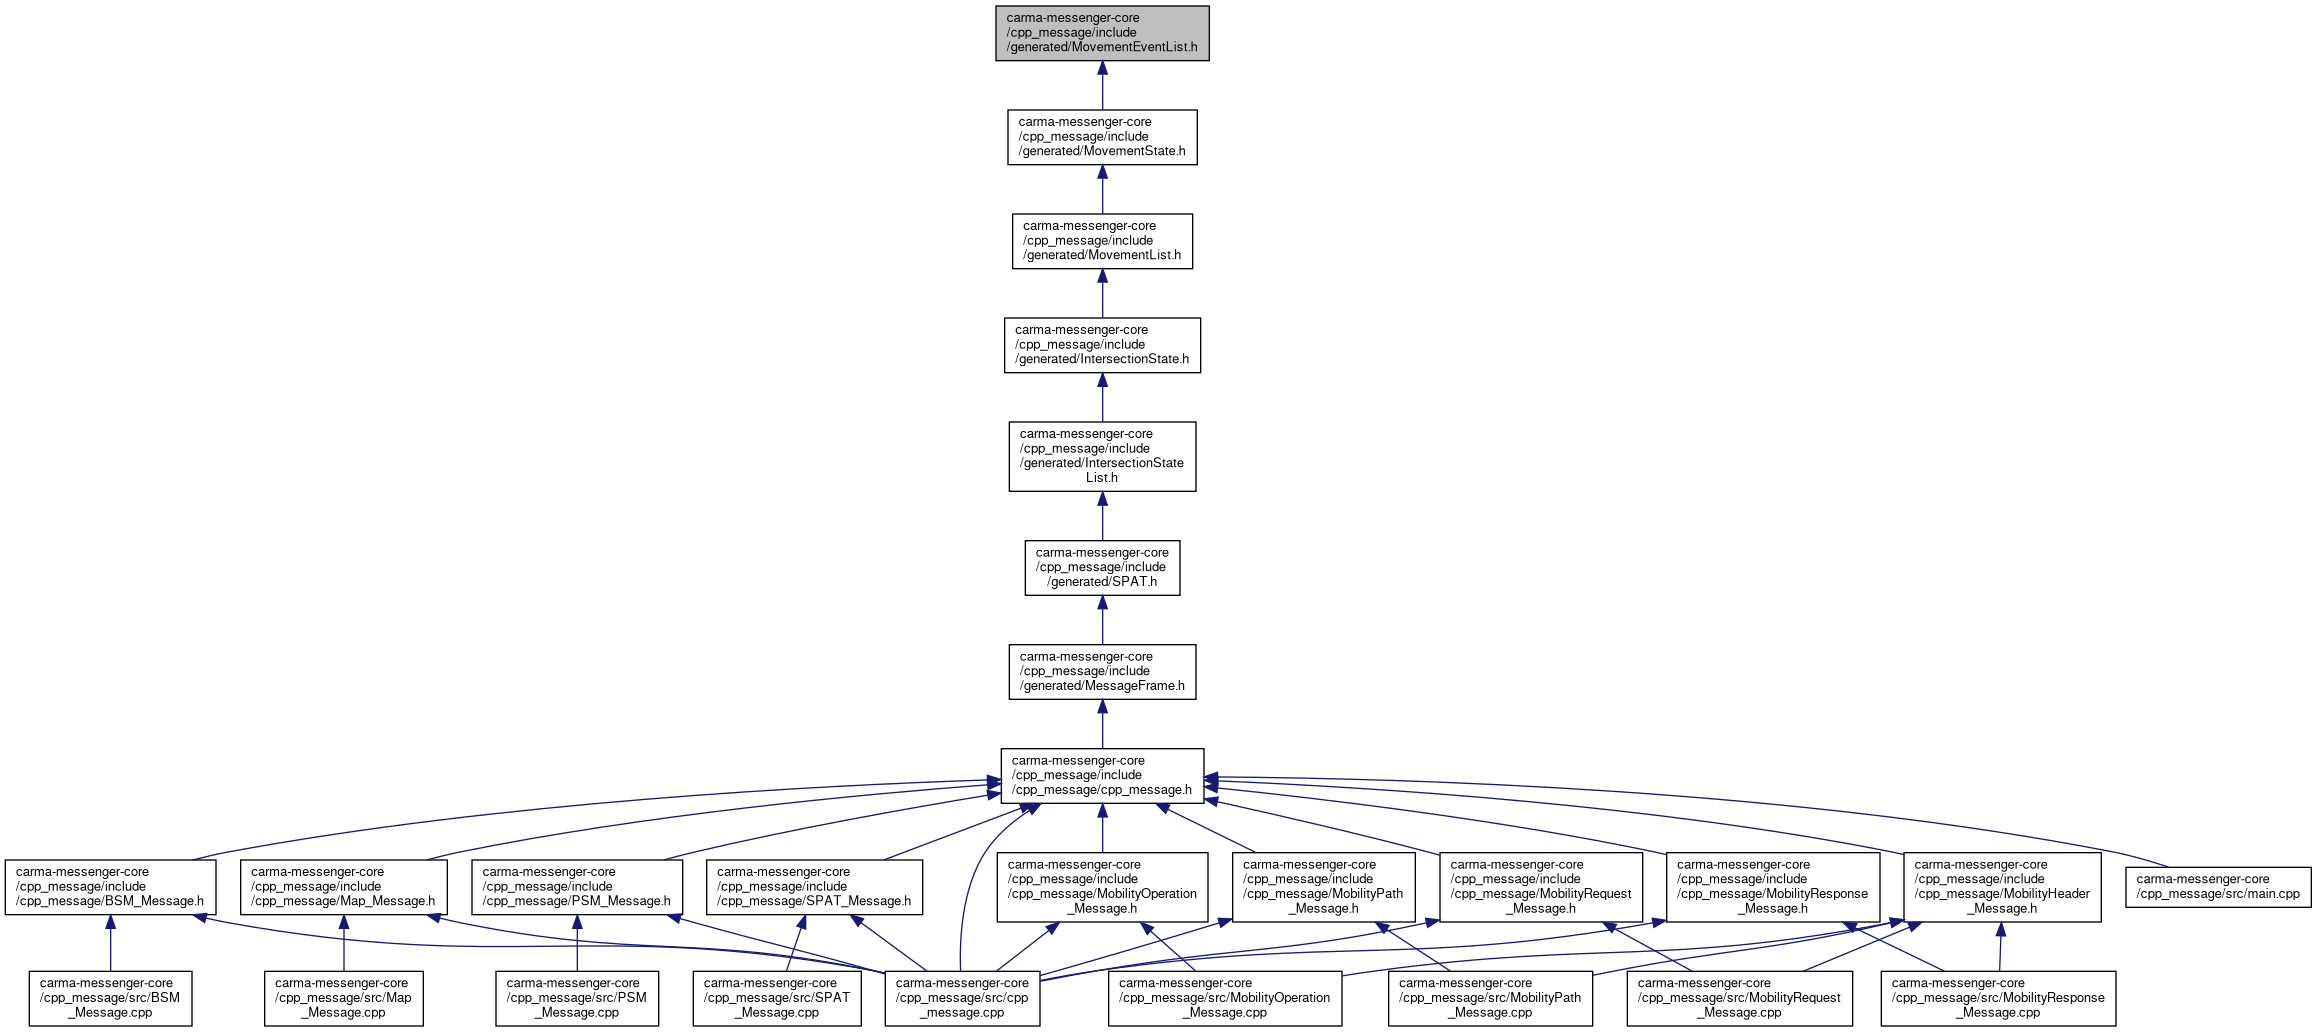 carma-messenger-core
/cpp_message/include
/generated/MovementEventList.h
carma-messenger-core
/cpp_message/include
/generated/MovementState.h
carma-messenger-core
/cpp_message/include
/generated/MovementList.h
carma-messenger-core
/cpp_message/include
/generated/IntersectionState.h
carma-messenger-core
/cpp_message/include
/generated/IntersectionState
List.h
carma-messenger-core
/cpp_message/include
/generated/SPAT.h
carma-messenger-core
/cpp_message/include
/generated/MessageFrame.h
carma-messenger-core
/cpp_message/include
/cpp_message/cpp_message.h
carma-messenger-core
/cpp_message/include
/cpp_message/BSM_Message.h
carma-messenger-core
/cpp_message/include
/cpp_message/Map_Message.h
carma-messenger-core
/cpp_message/include
/cpp_message/PSM_Message.h
carma-messenger-core
/cpp_message/include
/cpp_message/SPAT_Message.h
carma-messenger-core
/cpp_message/include
/cpp_message/MobilityOperation
_Message.h
carma-messenger-core
/cpp_message/include
/cpp_message/MobilityPath
_Message.h
carma-messenger-core
/cpp_message/include
/cpp_message/MobilityRequest
_Message.h
carma-messenger-core
/cpp_message/include
/cpp_message/MobilityResponse
_Message.h
carma-messenger-core
/cpp_message/include
/cpp_message/MobilityHeader
_Message.h
carma-messenger-core
/cpp_message/src/main.cpp
carma-messenger-core
/cpp_message/src/BSM
_Message.cpp
carma-messenger-core
/cpp_message/src/Map
_Message.cpp
carma-messenger-core
/cpp_message/src/PSM
_Message.cpp
carma-messenger-core
/cpp_message/src/SPAT
_Message.cpp
carma-messenger-core
/cpp_message/src/cpp
_message.cpp
carma-messenger-core
/cpp_message/src/MobilityOperation
_Message.cpp
carma-messenger-core
/cpp_message/src/MobilityPath
_Message.cpp
carma-messenger-core
/cpp_message/src/MobilityRequest
_Message.cpp
carma-messenger-core
/cpp_message/src/MobilityResponse
_Message.cpp